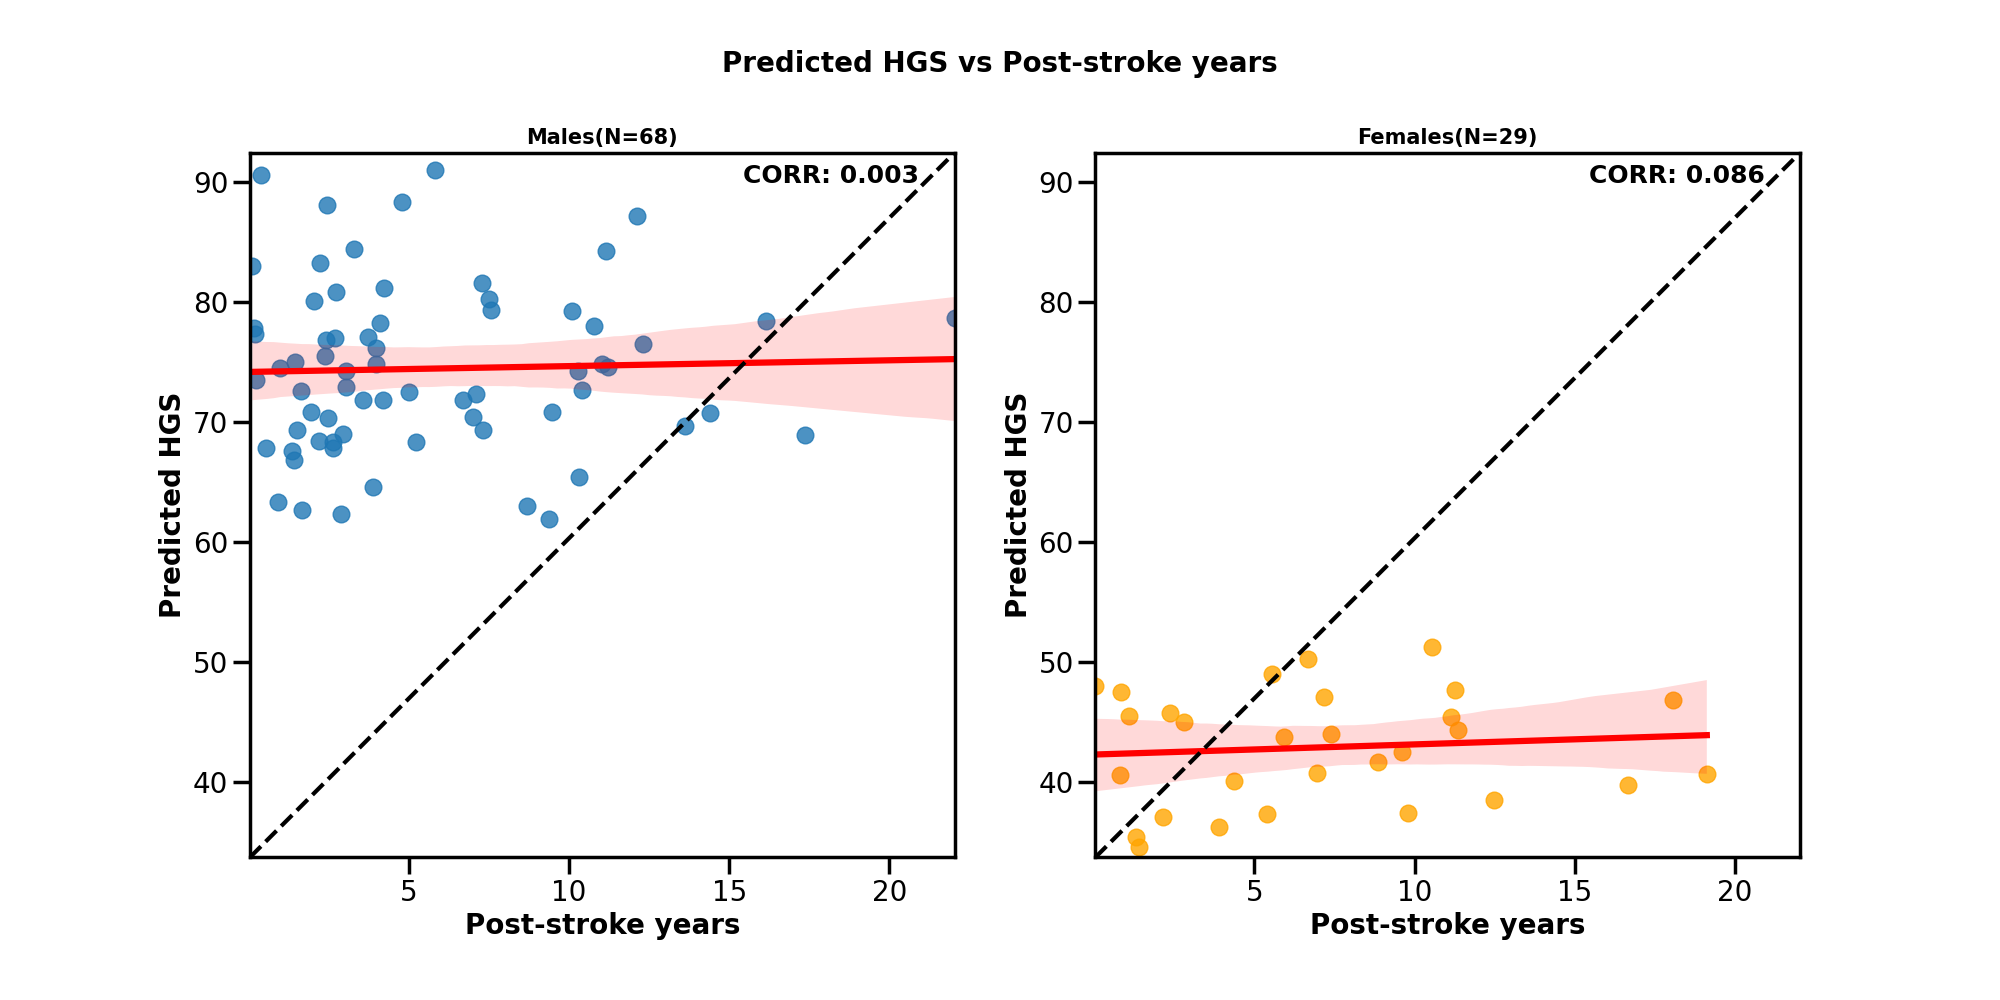 Predicted HGS vs Post-stroke years
Males(N=68)
CORR: 0.003
90
80
70
60
50
40
Predicted HGS
5 10 15 20
Post-stroke years
Females(N=29)
CORR: 0.086
90
80
70
60
50
40
Predicted HGS
5 10 15 20
Post-stroke years